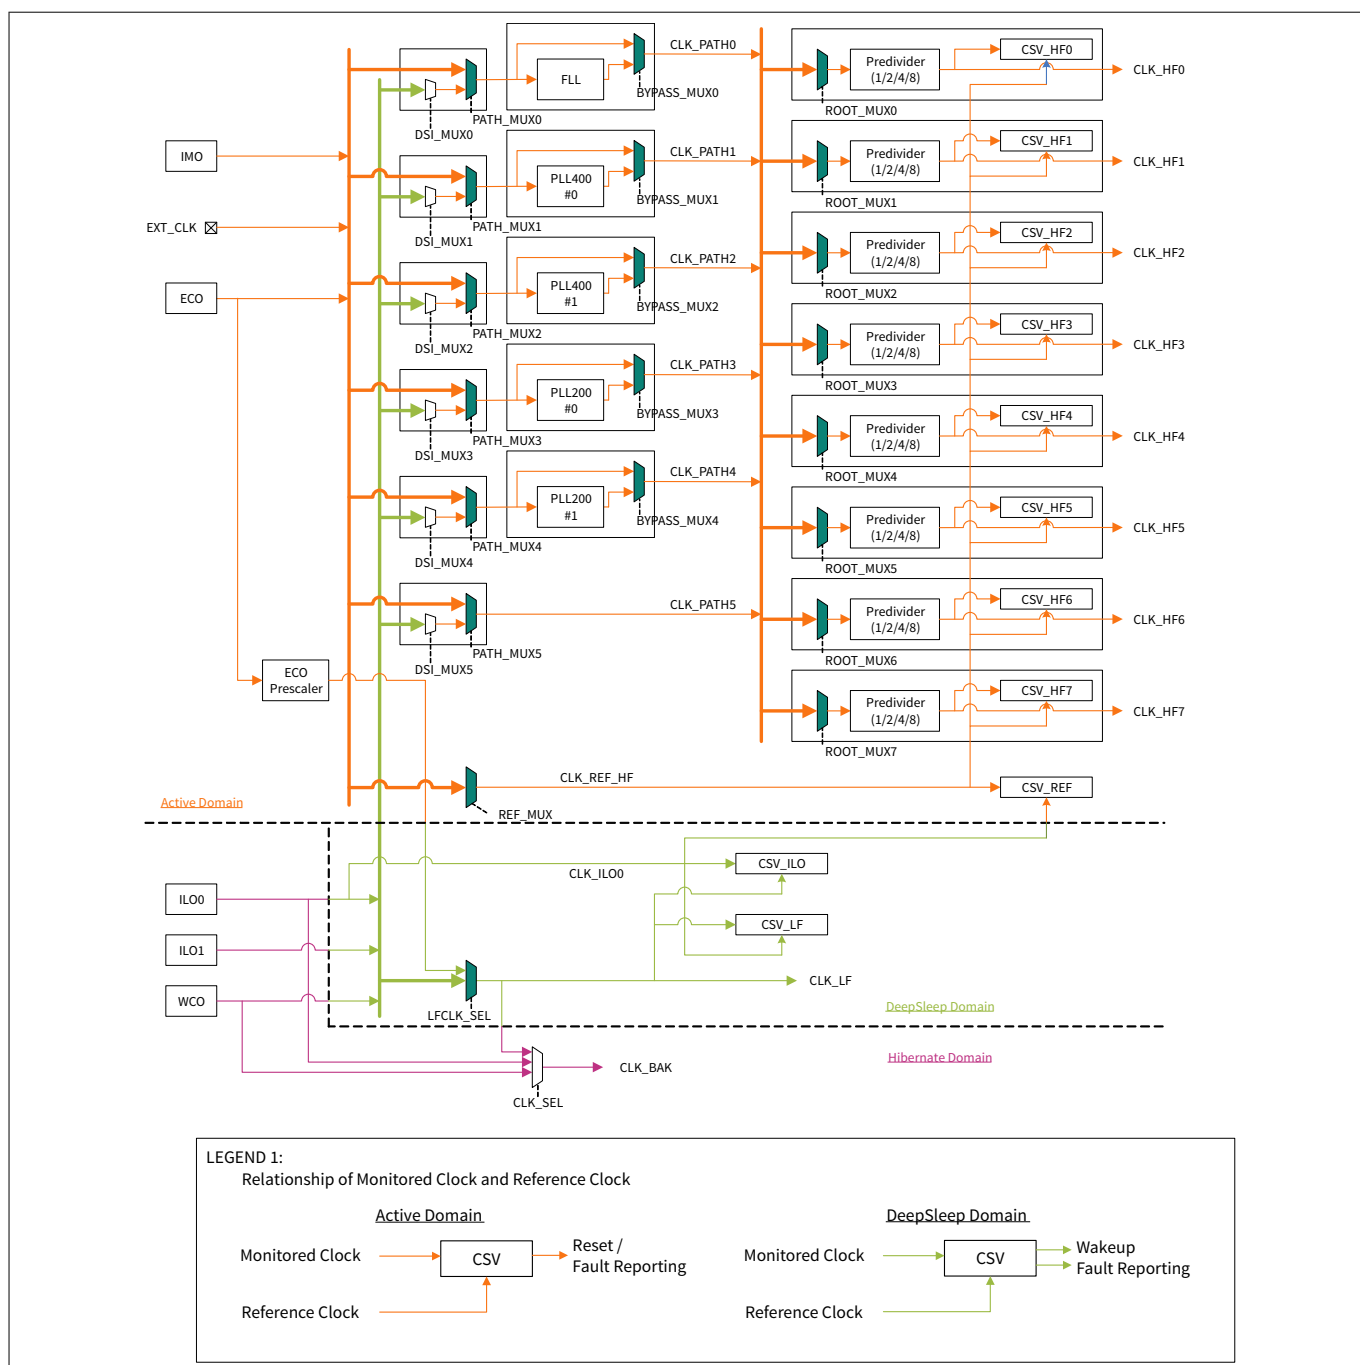 CLK_PATH0
CSV_HF0
Predivider
(1/2/4/8)
CLK_HF0
FLL
BYPASS_MUX0
ROOT_MUX0
PATH_MUX0
DSI_MUX0
IMO
CLK_PATH1
CSV_HF1
Predivider
(1/2/4/8)
CLK_HF1
PLL400
#0
BYPASS_MUX1
ROOT_MUX1
PATH_MUX1
DSI_MUX1
EXT_CLK
CLK_PATH2
CSV_HF2
Predivider
(1/2/4/8)
CLK_HF2
ECO
PLL400
#1
BYPASS_MUX2
ROOT_MUX2
PATH_MUX2
DSI_MUX2
CLK_PATH3
CSV_HF3
Predivider
(1/2/4/8)
CLK_HF3
PLL200
#0
BYPASS_MUX3
ROOT_MUX3
PATH_MUX3
DSI_MUX3
CLK_PATH4
CSV_HF4
Predivider
(1/2/4/8)
CLK_HF4
PLL200
#1
BYPASS_MUX4
ROOT_MUX4
PATH_MUX4
DSI_MUX4
CSV_HF5
Predivider
(1/2/4/8)
CLK_HF5
ROOT_MUX5
CLK_PATH5
PATH_MUX5
DSI_MUX5
CSV_HF6
Predivider
(1/2/4/8)
CLK_HF6
ROOT_MUX6
ECO
Prescaler
CSV_HF7
Predivider
(1/2/4/8)
CLK_HF7
ROOT_MUX7
CLK_REF_HF
CSV_REF
REF_MUX
Active Domain
CSV_ILO
CLK_ILO0
ILO0
CSV_LF
ILO1
CLK_LF
WCO
LFCLK_SEL
DeepSleep Domain
Hibernate Domain
CLK_BAK
CLK_SEL
LEGEND 1:
Relationship of Monitored Clock and Reference Clock
Active Domain
Monitored Clock
CSV
Reset /
Fault Reporting
Reference Clock
DeepSleep Domain
Monitored Clock
CSV
Wakeup
Fault Reporting
Reference Clock